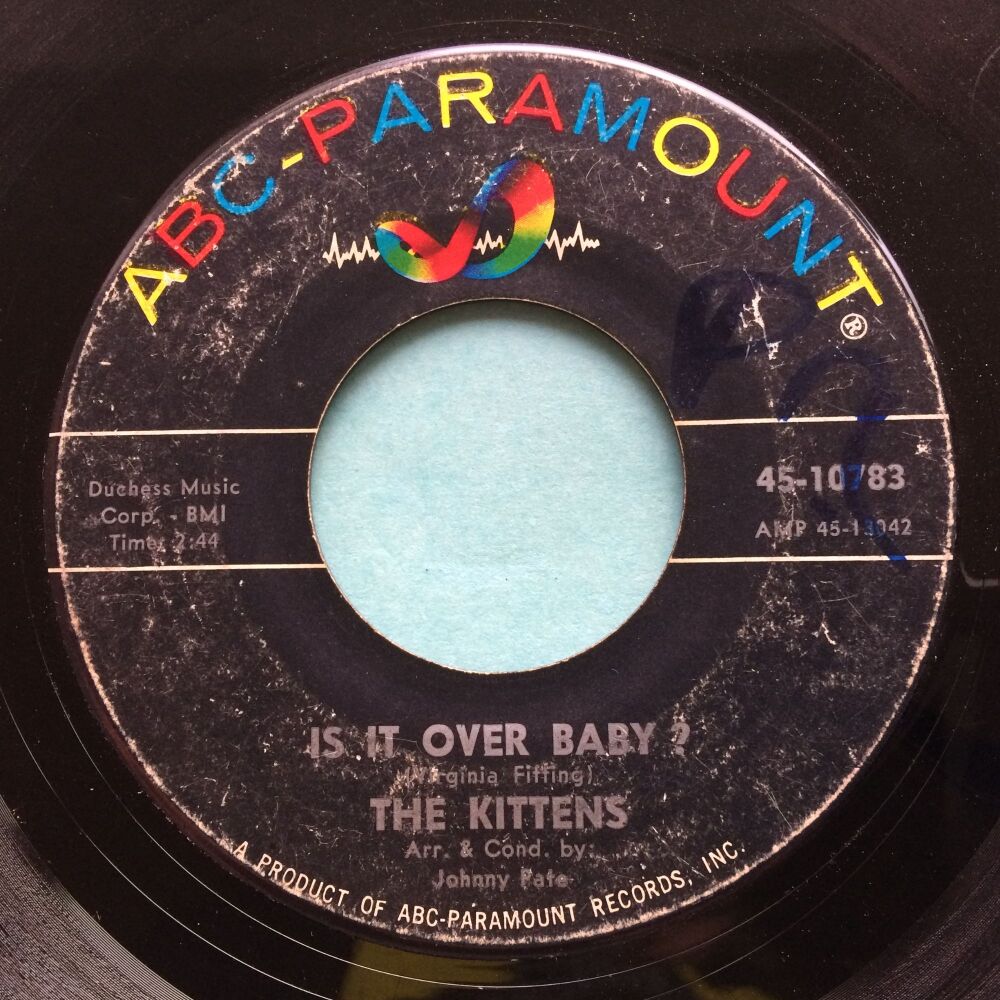 ABC-PARAMOUNT®
Duchess Music
Corp. - BMI
Time: 2:44
45-10783
AMP 45-13042
IS IT OVER BABY?
(Virginia Fitting)
THE KITTENS
Arr. & Cond. by:
Johnny Pate
A PRODUCT OF ABC-PARAMOUNT RECORDS, INC.